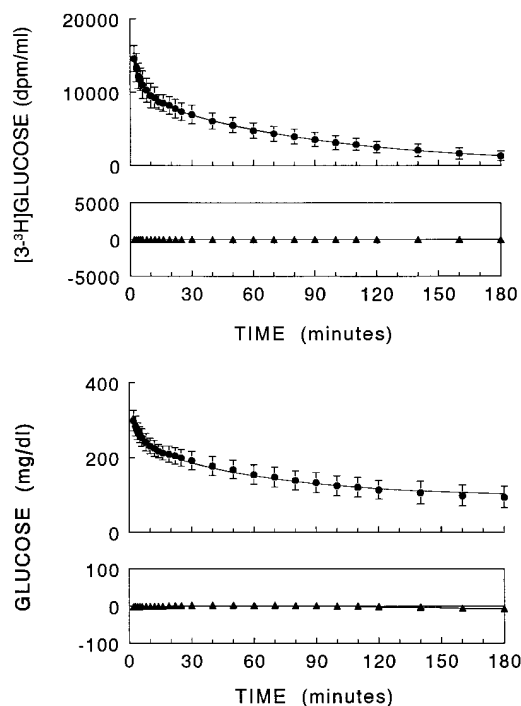 [3-³H]GLUCOSE (dpm/ml)
20000
10000
0
5000
0
-5000
0 30 60 90 120 150 180
TIME (minutes)
GLUCOSE (mg/dl)
400
200
0
100
0
-100
0 30 60 90 120 150 180
TIME (minutes)